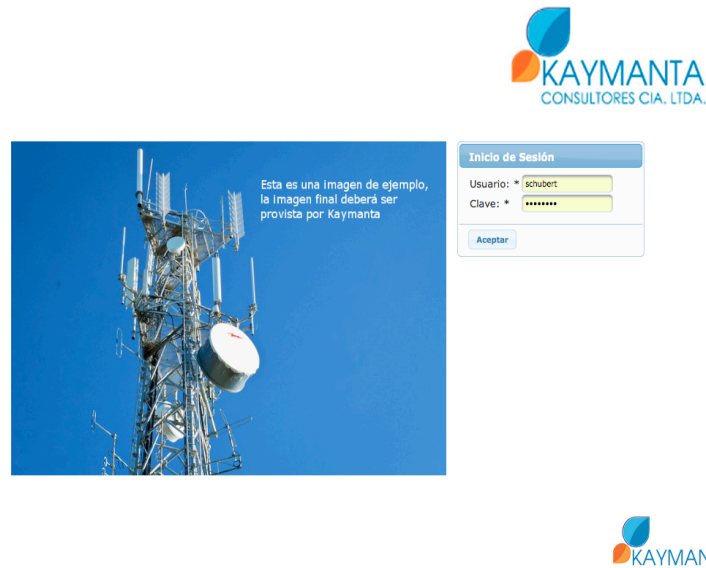 KAYMANTA
CONSULTORES CIA. LTDA.
Esta es una imagen de ejemplo,
la imagen final deberá ser
provista por Kaymanta
Inicio de Sesión
Usuario: * schubert
Clave: * ••••••••
Aceptar
KAYMAN